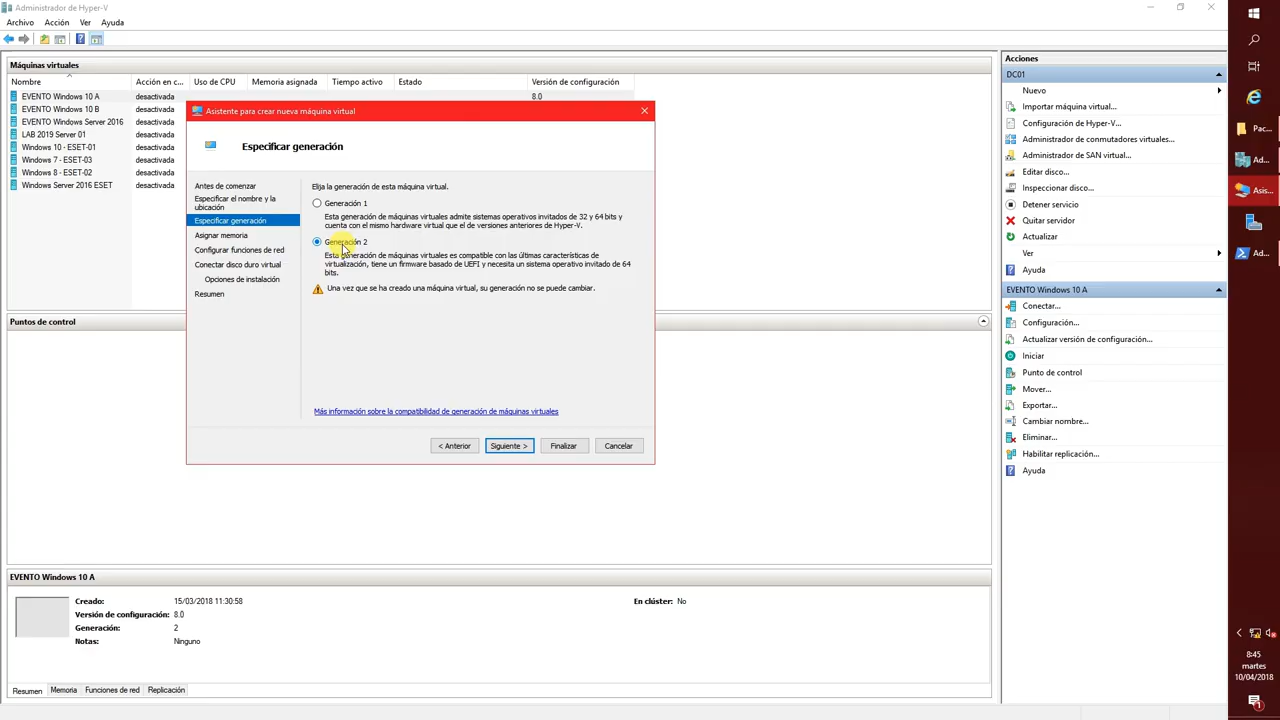 Administrador de Hyper-V
Archivo Acción Ver Ayuda
Máquinas virtuales
Nombre Acción en c... Uso de CPU Memoria asignada Tiempo activo Estado Versión de configuración
EVENTO Windows 10 A desactivada 8.0
EVENTO Windows 10 B desactivada
EVENTO Windows Server 2016 desactivada
LAB 2019 Server 01 desactivada
Windows 10 - ESET-01 desactivada
Windows 7 - ESET-03 desactivada
Windows 8 - ESET-02 desactivada
Windows Server 2016 ESET desactivada
Asistente para crear nueva máquina virtual
Especificar generación
Antes de comenzar
Especificar el nombre y la
ubicación
Especificar generación
Asignar memoria
Configurar funciones de red
Conectar disco duro virtual
Opciones de instalación
Resumen
Elija la generación de esta máquina virtual.
Generación 1
Esta generación de máquinas virtuales admite sistemas operativos invitados de 32 y 64 bits y
cuenta con el mismo hardware virtual que el de versiones anteriores de Hyper-V.
Generación 2
Esta generación de máquinas virtuales es compatible con las últimas características de
virtualización, tiene un firmware basado de UEFI y necesita un sistema operativo invitado de 64
bits.
Una vez que se ha creado una máquina virtual, su generación no se puede cambiar.
Más información sobre la compatibilidad de generación de máquinas virtuales
< Anterior Siguiente > Finalizar Cancelar
Puntos de control
EVENTO Windows 10 A
Creado: 15/03/2018 11:30:58 En clúster: No
Versión de configuración: 8.0
Generación: 2
Notas: Ninguno
Resumen Memoria Funciones de red Replicación
Acciones
DC01
Nuevo
Importar máquina virtual...
Configuración de Hyper-V...
Administrador de conmutadores virtuales...
Administrador de SAN virtual...
Editar disco...
Inspeccionar disco...
Detener servicio
Quitar servidor
Actualizar
Ver
Ayuda
EVENTO Windows 10 A
Conectar...
Configuración...
Actualizar versión de configuración...
Iniciar
Punto de control
Mover...
Exportar...
Cambiar nombre...
Eliminar...
Habilitar replicación...
Ayuda
Pac...
Ad...
Asis...
Ad...
8:45
martes
10/04/2018
1